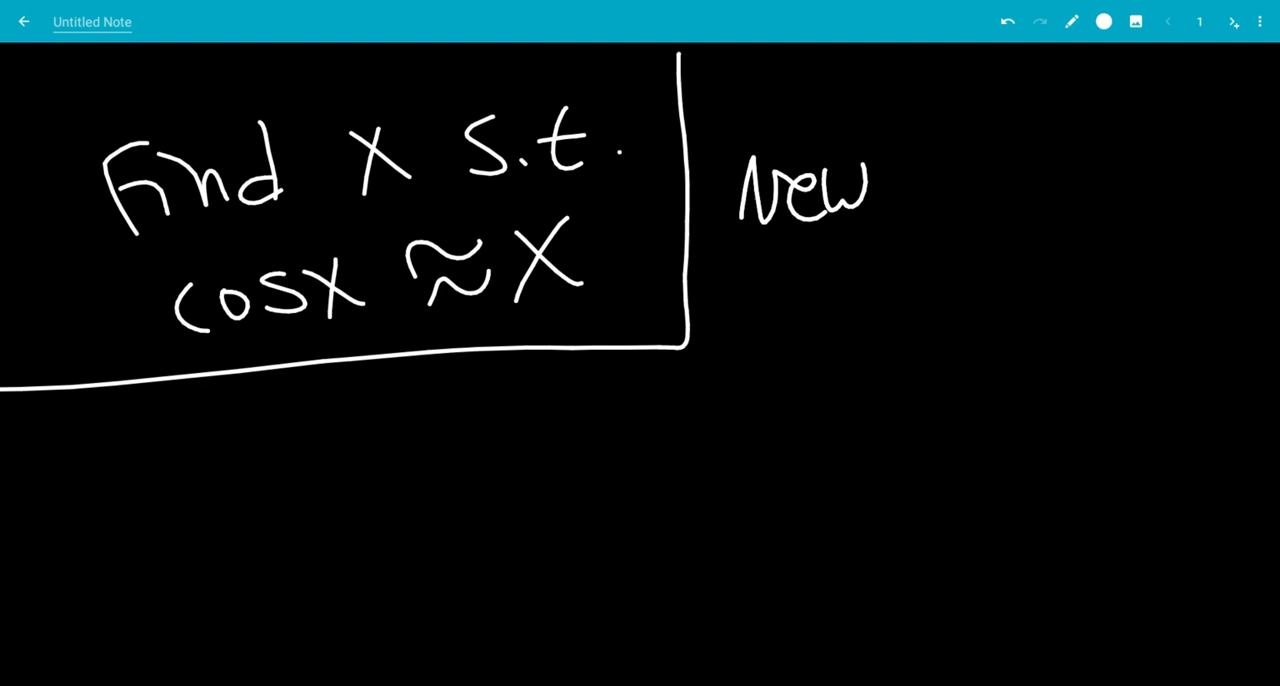 Untitled Note
1
Find x s.t.
cosx ≈ x
New